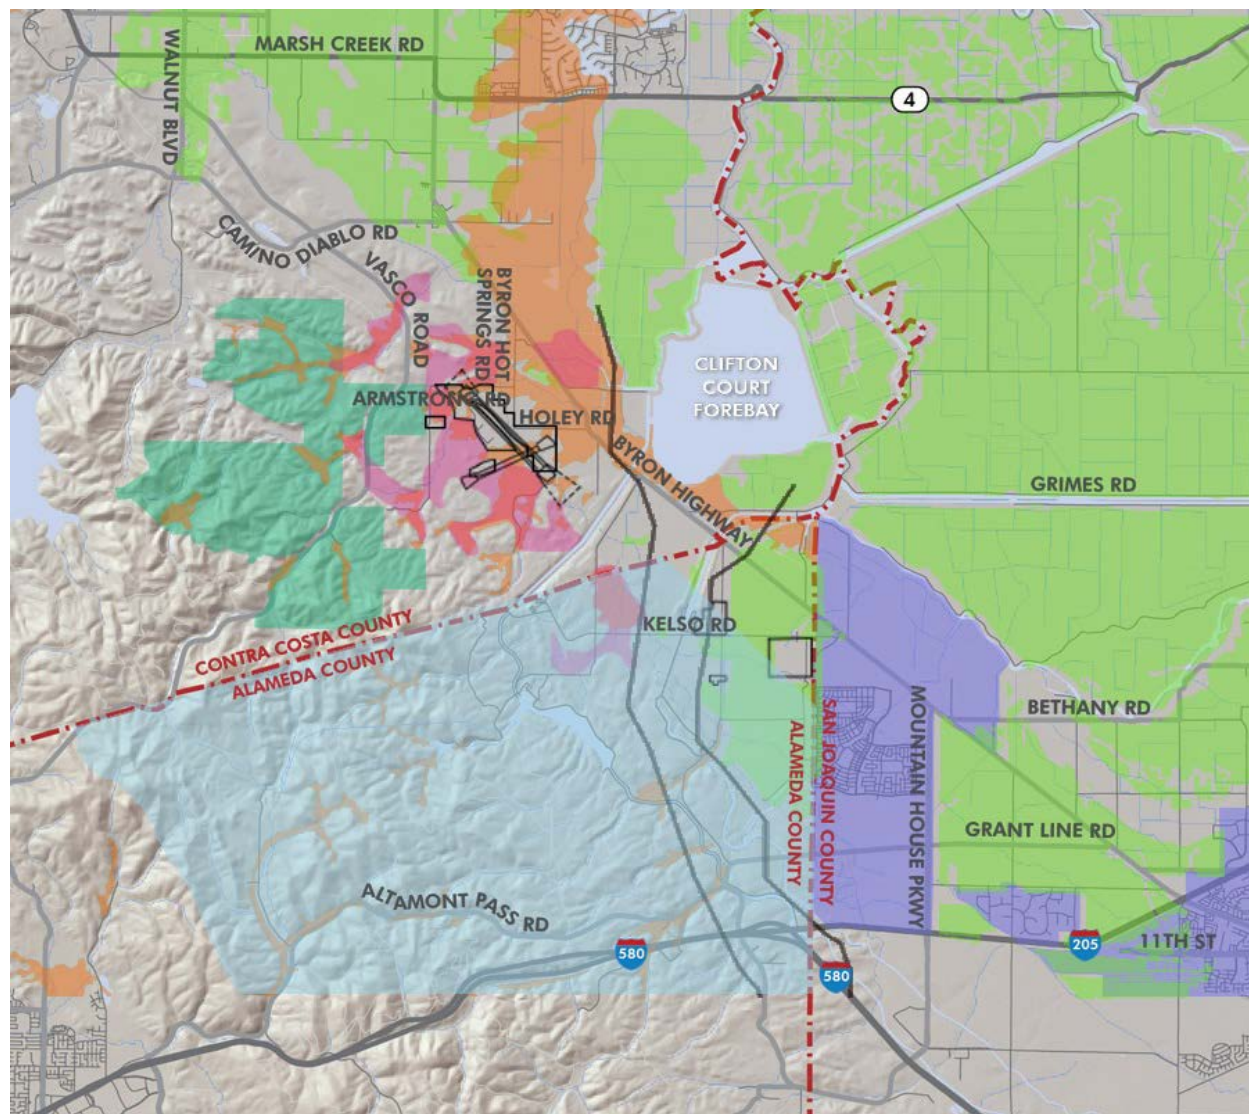 MARSH CREEK RD
WALNUT BLVD
4
CAMINO DIABLO RD
VASCO ROAD
BYRON HOT
SPRINGS RD
CLIFTON
COURT
FOREBAY
ARMSTRONG RD
HOLEY RD
BYRON HIGHWAY
GRIMES RD
KELSO RD
CONTRA COSTA COUNTY
ALAMEDA COUNTY
BETHANY RD
MOUNTAIN HOUSE PKWY
SAN JOAQUIN COUNTY
ALAMEDA COUNTY
GRANT LINE RD
ALTAMONT PASS RD
580
205
11TH ST
580